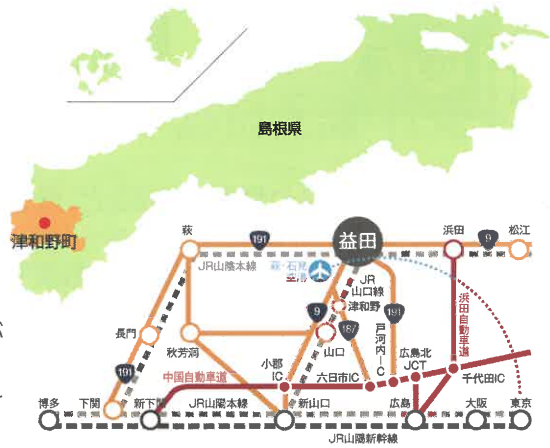 島根県
津和野町
萩
191
益田
浜田
9
松江
JR山陰本線
萩・石見
空港
JR
山口線
津和野
9
187
191
戸河内IC
浜田自動車道
長門
191
秋芳洞
山口
小郡
IC
六日市IC
広島北
JCT
千代田IC
中国自動車道
博多
下関
新下関
JR山陽本線
新山口
広島
大阪
東京
JR山陽新幹線